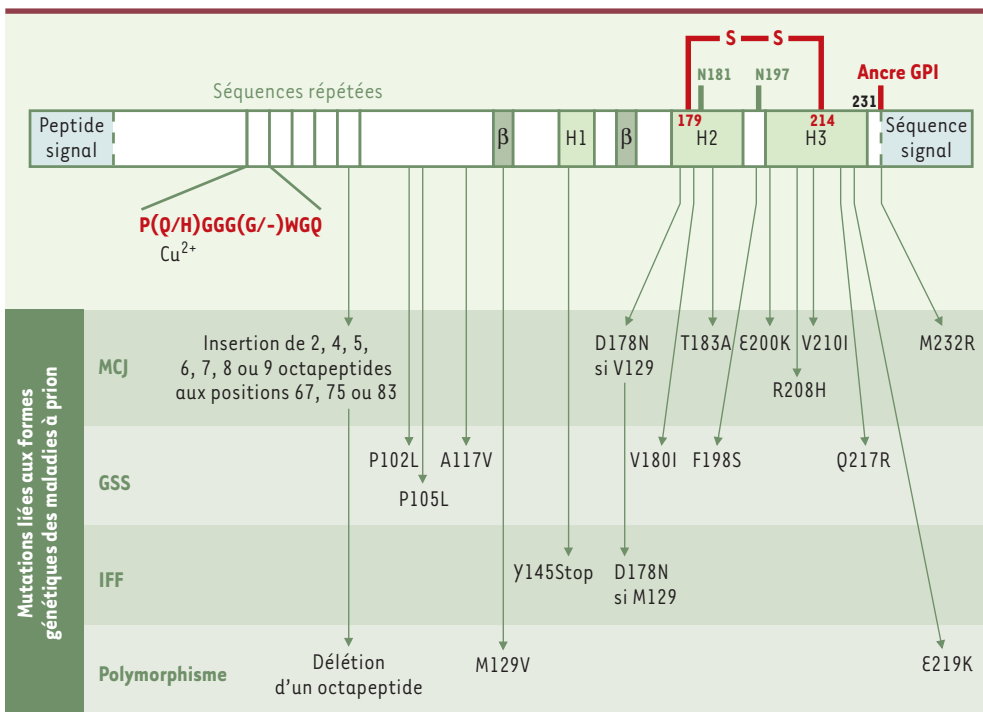 S S
N181 N197 Ancre GPI
Séquences répétées
231
Peptide
signal
β
H1
β
179
H2
214
H3
Séquence
signal
P(Q/H)GGG(G/-)WGQ
Cu²⁺
Mutations liées aux formes
génétiques des maladies à prion
MCJ
Insertion de 2, 4, 5,
6, 7, 8 ou 9 octapeptides
aux positions 67, 75 ou 83
D178N
si V129
T183A E200K V210I M232R
R208H
GSS
P102L A117V V180I F198S Q217R
P105L
IFF
Y145Stop
D178N
si M129
Polymorphisme
Délétion
d'un octapeptide
M129V E219K